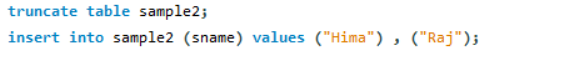 truncate table sample2;
insert into sample2 (sname) values ("Hima") , ("Raj");